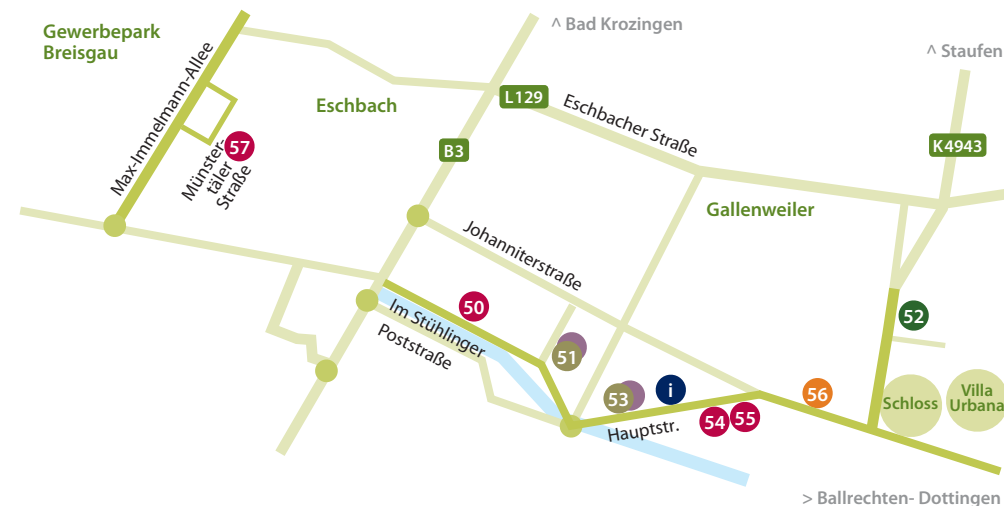 Gewerbepark
Breisgau
^ Bad Krozingen
^ Staufen
Max-Immelmann-Allee
Eschbach
L129
Eschbacher Straße
B3
K4943
57
Münster-
täler
Straße
Gallenweiler
Johanniterstraße
50
Im Stühlinger
Poststraße
52
51
53
i
56
54
55
Hauptstr.
Schloss
Villa
Urbana
> Ballrechten- Dottingen